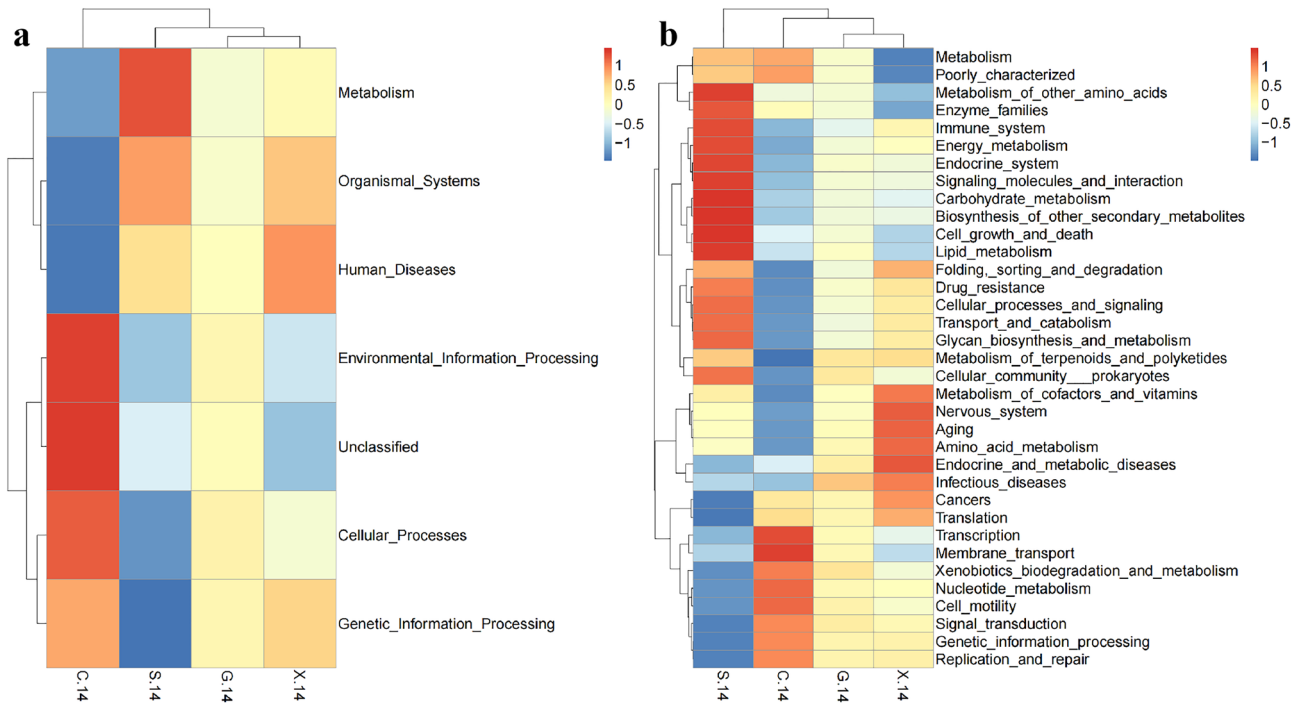 a
1
0.5
0
−0.5
−1
Metabolism
Organismal_Systems
Human_Diseases
Environmental_Information_Processing
Unclassified
Cellular_Processes
Genetic_Information_Processing
C.14
S.14
G.14
X.14
b
1
0.5
0
−0.5
−1
Metabolism
Poorly_characterized
Metabolism_of_other_amino_acids
Enzyme_families
Immune_system
Energy_metabolism
Endocrine_system
Signaling_molecules_and_interaction
Carbohydrate_metabolism
Biosynthesis_of_other_secondary_metabolites
Cell_growth_and_death
Lipid_metabolism
Folding,_sorting_and_degradation
Drug_resistance
Cellular_processes_and_signaling
Transport_and_catabolism
Glycan_biosynthesis_and_metabolism
Metabolism_of_terpenoids_and_polyketides
Cellular_community___prokaryotes
Metabolism_of_cofactors_and_vitamins
Nervous_system
Aging
Amino_acid_metabolism
Endocrine_and_metabolic_diseases
Infectious_diseases
Cancers
Translation
Transcription
Membrane_transport
Xenobiotics_biodegradation_and_metabolism
Nucleotide_metabolism
Cell_motility
Signal_transduction
Genetic_information_processing
Replication_and_repair
S.14
C.14
G.14
X.14